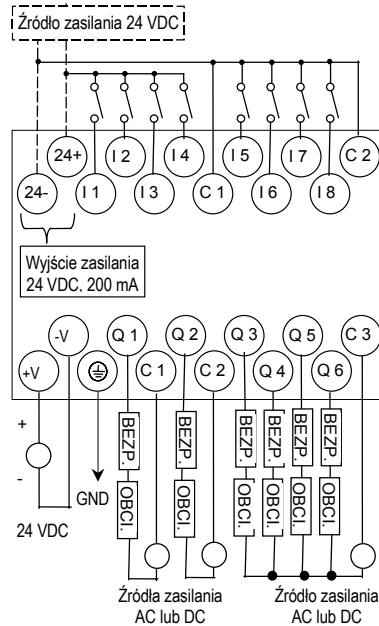 Źródło zasilania 24 VDC
24+ I 2 I 4 I 5 I 7 C 2
24- I 1 I 3 C 1 I 6 I 8
Wyjście zasilania
24 VDC, 200 mA
-V Q 1 Q 2 Q 3 Q 5 C 3
+V C 1 C 2 Q 4 Q 6
+
BEZP. BEZP. BEZP. BEZP. BEZP. BEZP.
-
OBCI. OBCI. OBCI. OBCI. OBCI. OBCI.
GND
24 VDC
Źródła zasilania
AC lub DC
Źródło zasilania
AC lub DC